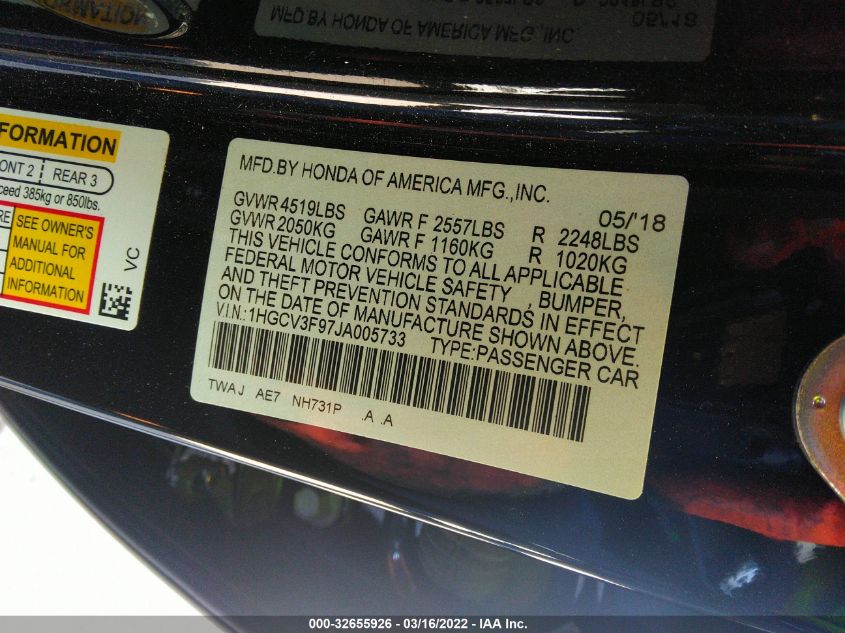 MFD.BY HONDA OF AMERICA MFG.,INC.
05/'18
GVWR 4519LBS GAWR F 2557LBS R 2248LBS
GVWR 2050KG GAWR F 1160KG R 1020KG
THIS VEHICLE CONFORMS TO ALL APPLICABLE
FEDERAL MOTOR VEHICLE SAFETY , BUMPER,
AND THEFT PREVENTION STANDARDS IN EFFECT
ON THE DATE OF MANUFACTURE SHOWN ABOVE.
V.I.N.:1HGCV3F97JA005733 TYPE:PASSENGER CAR
TWAJ AE7 NH731P .A .A
FORMATION
ONT 2 REAR 3
ceed 385kg or 850lbs.
SEE OWNER'S
MANUAL FOR
ADDITIONAL
INFORMATION
VC
MFD.BY HONDA OF AMERICA MFG.,INC.
05/'18
000-32655926 - 03/16/2022 - IAA Inc.